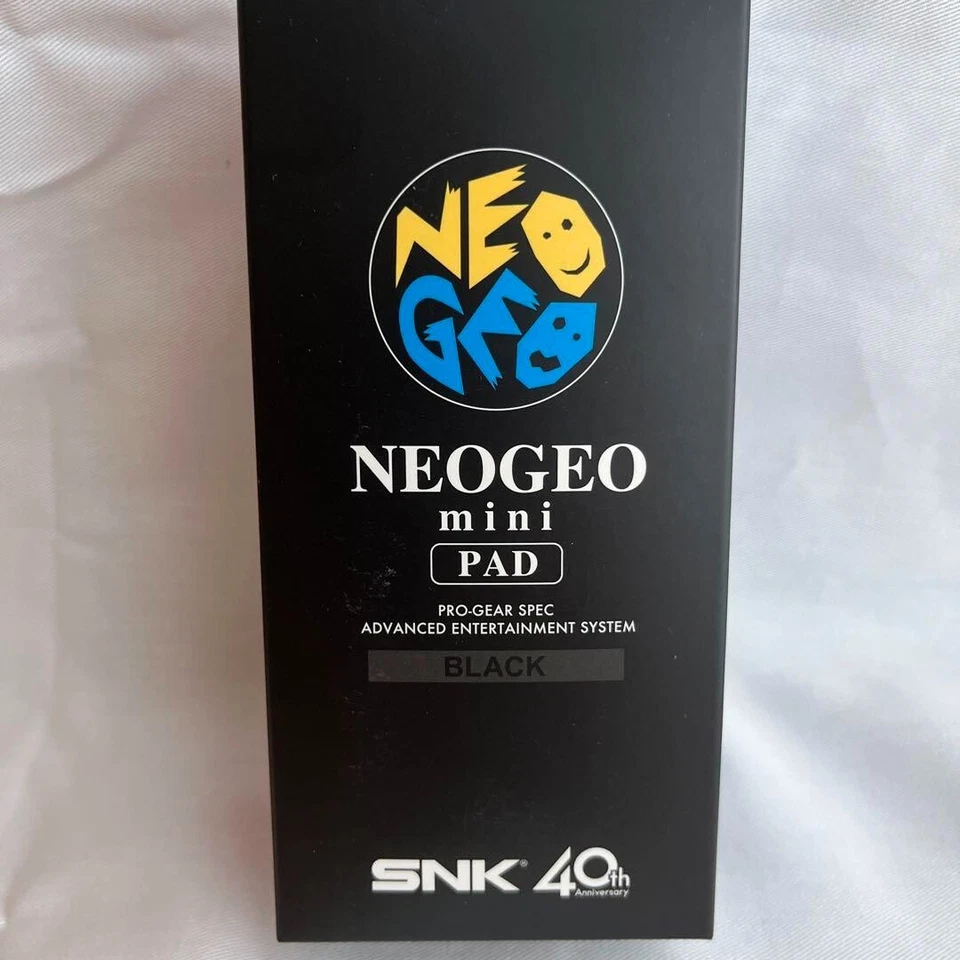 NEO
GEO
NEOGEO
mini
PAD
PRO-GEAR SPEC
ADVANCED ENTERTAINMENT SYSTEM
BLACK
SNK® 40th
Anniversary